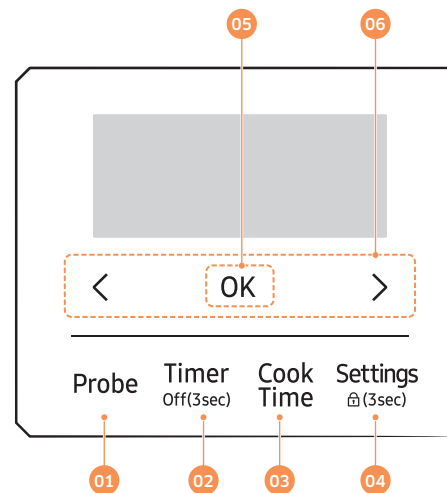 05 06
< OK >
Probe Timer Cook Settings
Off(3sec) Time (3sec)
01 02 03 04